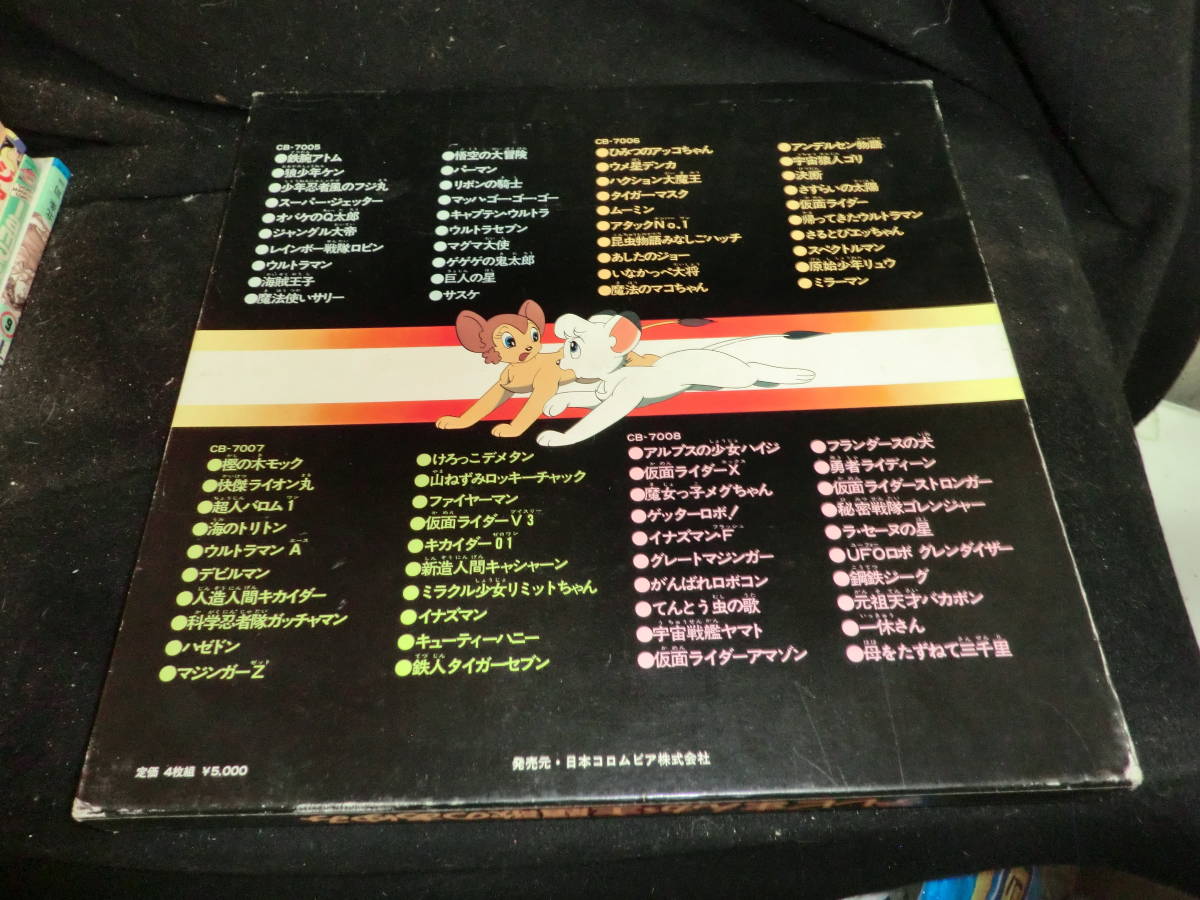 CB-7005
●鉄腕アトム
●狼少年ケン
●少年忍者風のフジ丸
●スーパー・ジェッター
●オバケのQ太郎
●ジャングル大帝
●レインボー戦隊ロビン
●ウルトラマン
●海賊王子
●魔法使いサリー
●悟空の大冒険
●パーマン
●リボンの騎士
●マッハ・ゴー・ゴー・ゴー
●キャプテン・ウルトラ
●ウルトラセブン
●マグマ大使
●ゲゲゲの鬼太郎
●巨人の星
●サスケ
CB-7006
●ひみつのアッコちゃん
●ウメ星デンカ
●ハクション大魔王
●タイガーマスク
●ムーミン
●アタックNo.1
●昆虫物語みなしごハッチ
●あしたのジョー
●いなかっぺ大将
●魔法のマコちゃん
●アンデルセン物語
●宇宙猿人ゴリ
●決断
●さすらいの太陽
●仮面ライダー
●帰ってきたウルトラマン
●さるとびエッちゃん
●スペクトルマン
●原始少年リュウ
●ミラーマン
CB-7007
●樫の木モック
●快傑ライオン丸
●超人バロム1
●海のトリトン
●ウルトラマンA
●デビルマン
●人造人間キカイダー
●科学忍者隊ガッチャマン
●ハゼドン
●マジンガーZ
●けろっこデメタン
●山ねずみロッキーチャック
●ファイヤーマン
●仮面ライダーV3
●キカイダー01
●新造人間キャシャーン
●ミラクル少女リミットちゃん
●イナズマン
●キューティーハニー
●鉄人タイガーセブン
CB-7008
●アルプスの少女ハイジ
●仮面ライダーX
●魔女っ子メグちゃん
●ゲッターロボ!
●イナズマンF
●グレートマジンガー
●がんばれロボコン
●てんとう虫の歌
●宇宙戦艦ヤマト
●仮面ライダーアマゾン
●フランダースの犬
●勇者ライディーン
●仮面ライダーストロンガー
●秘密戦隊ゴレンジャー
●ラ・セーヌの星
●UFOロボ グレンダイザー
●鋼鉄ジーグ
●元祖天才バカボン
●一休さん
●母をたずねて三千里
定価 4枚組 ¥5,000
発売元・日本コロムビア株式会社